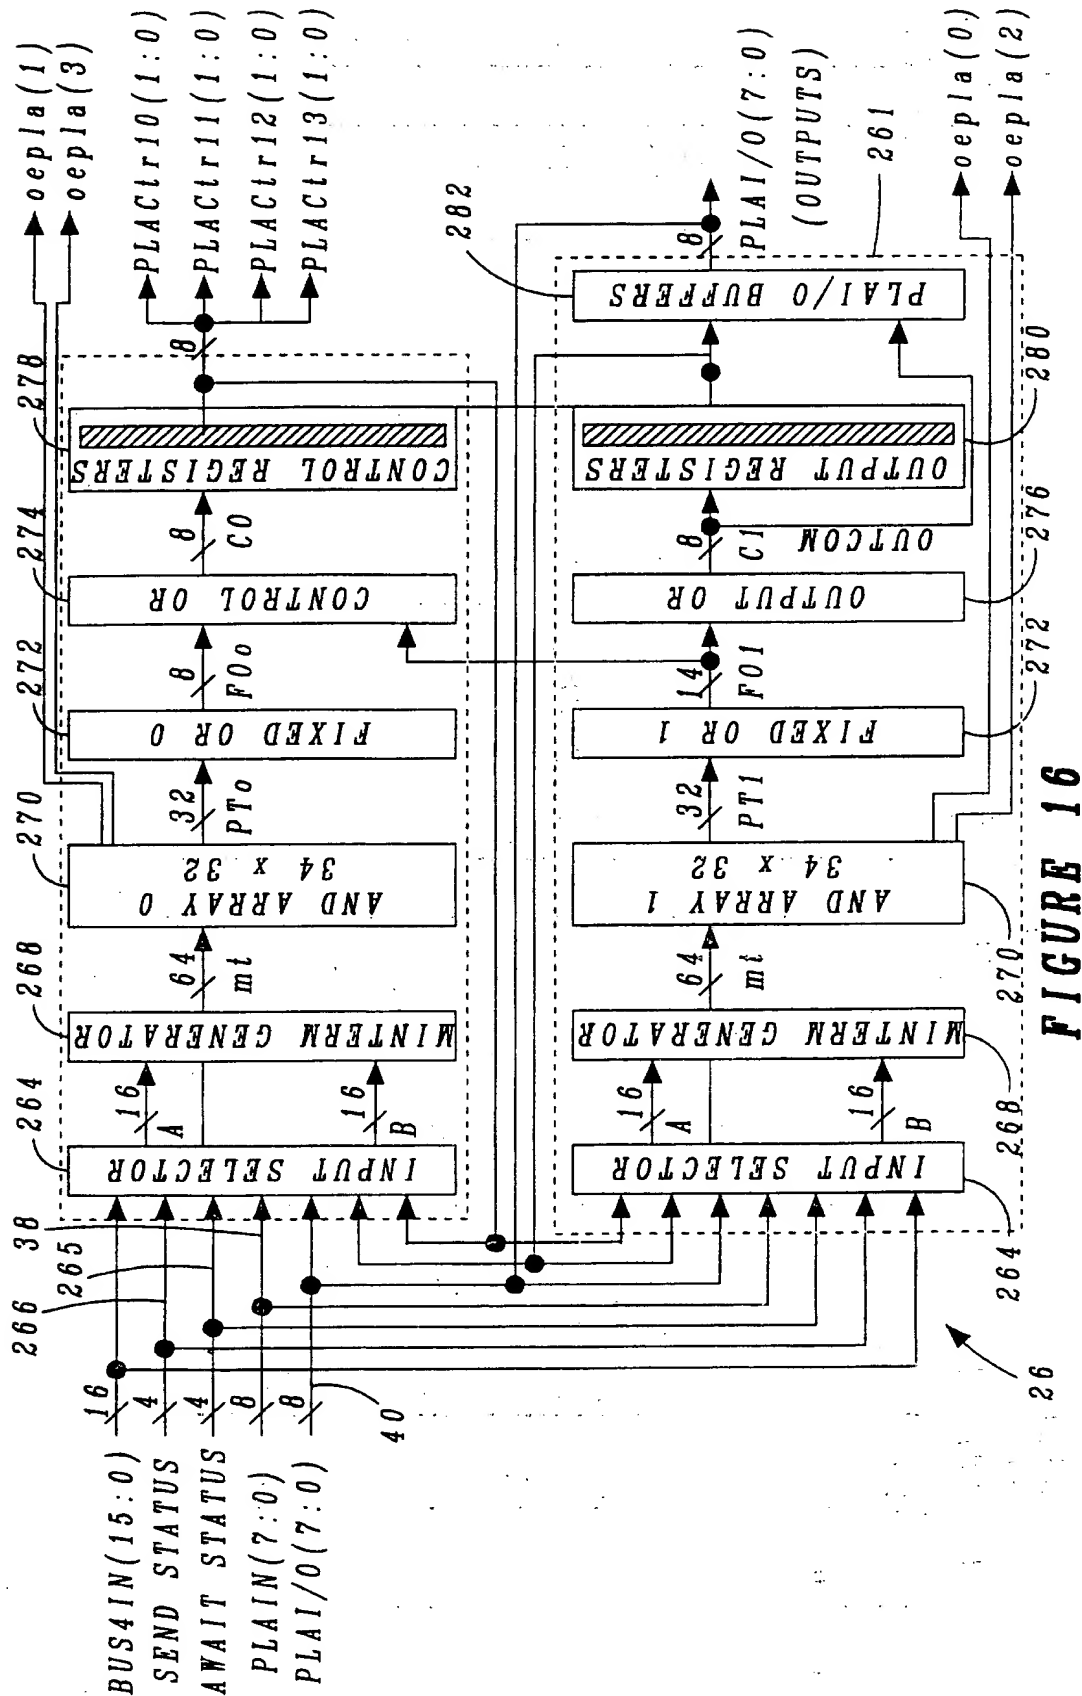 oepla(1)
oepla(3)
PLACtr10(1:0)
PLACtr11(1:0)
PLACtr12(1:0)
PLACtr13(1:0)
PLAI/O(7:0)
(OUTPUTS)
261
oepla(0)
oepla(2)
278
8
282
8
PLAI/O BUFFERS
280
CONTROL REGISTERS
OUTPUT REGISTERS
274
8
C0
8
C1
OUTCOM
276
CONTROL OR
OUTPUT OR
272
8
FOo
14
FO1
272
FIXED OR 0
FIXED OR 1
270
32
PTo
32
PT1
AND ARRAY 0
34 x 32
AND ARRAY 1
34 x 32
270
268
64
mt
64
mt
MINTERM GENERATOR
MINTERM GENERATOR
268
264
16
A
16
B
16
A
16
B
INPUT SELECTOR
INPUT SELECTOR
264
38
265
266
26
40
BUS4IN(15:0)
16
SEND STATUS
4
AWAIT STATUS
4
PLAIN(7:0)
8
PLAI/O(7:0)
8
FIGURE 16